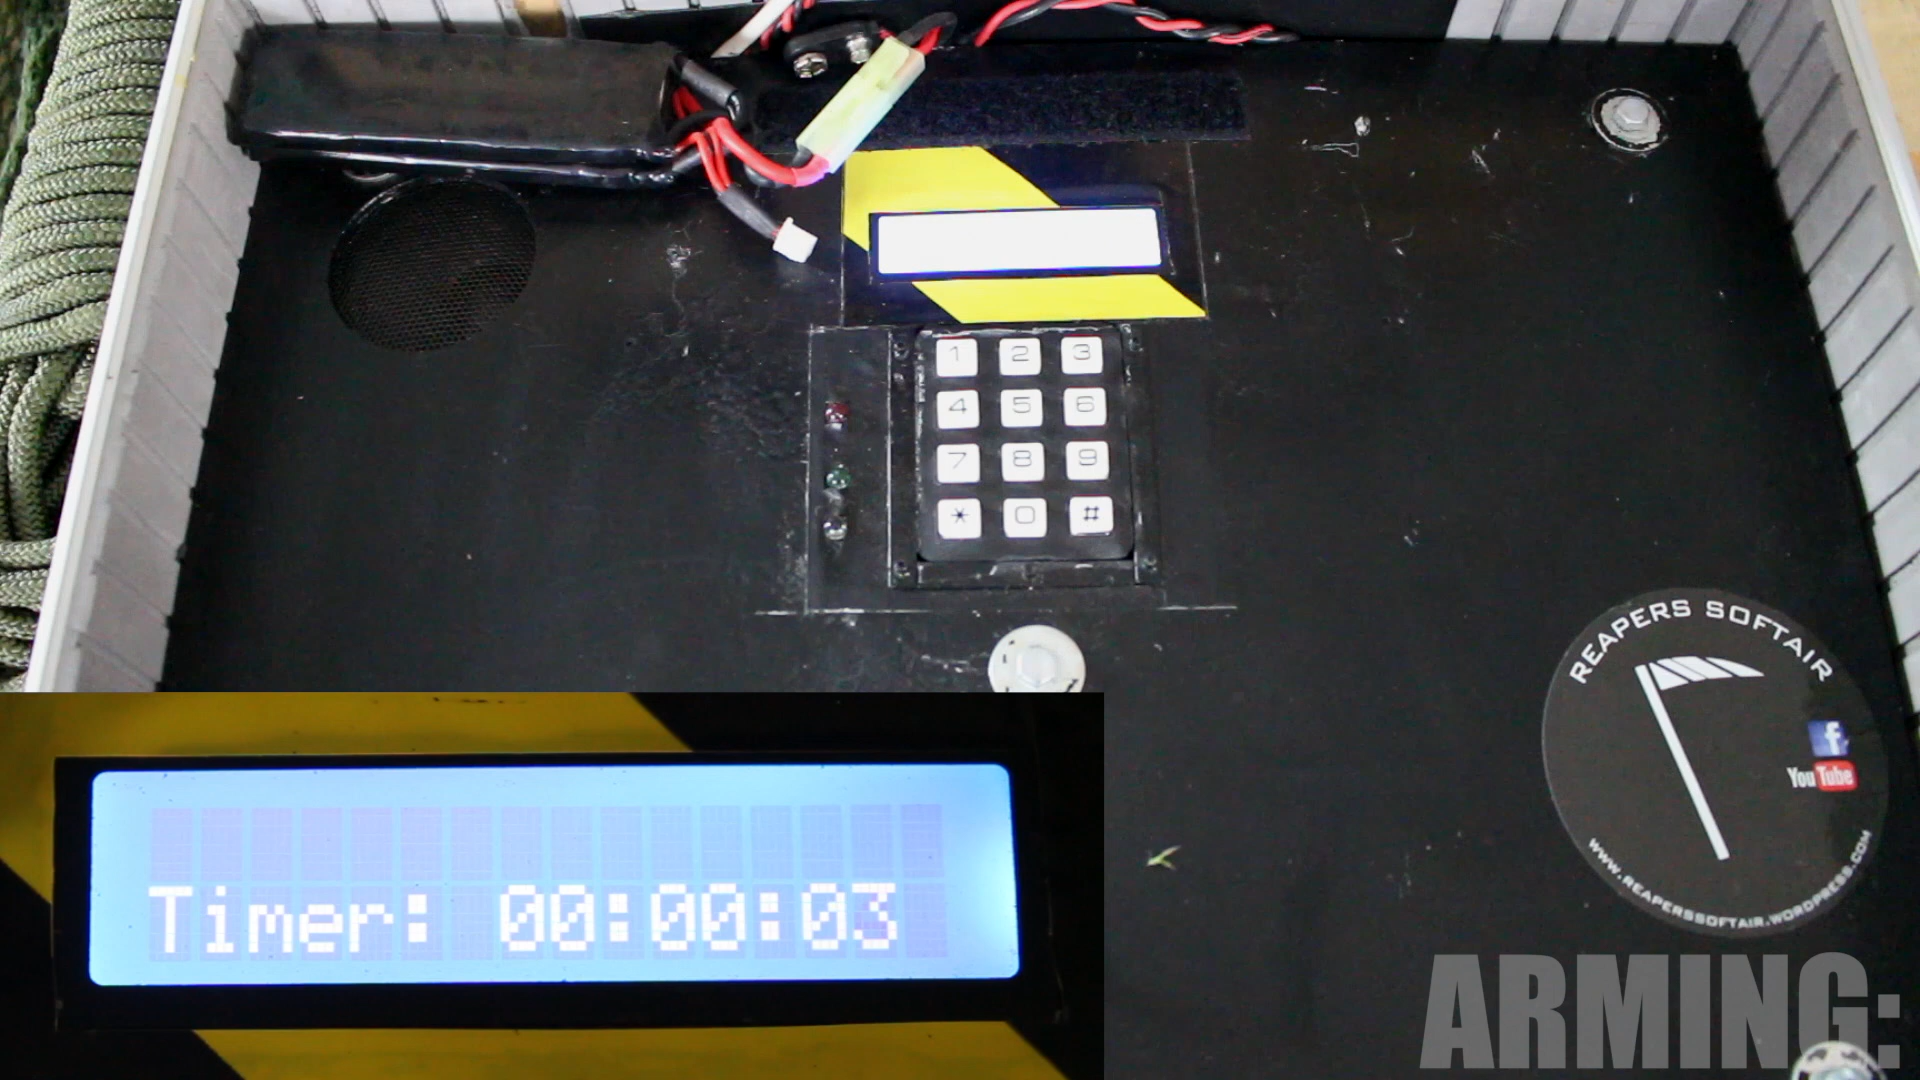 1 2 3
4 5 6
7 8 9
* 0 #
REAPERS SOFTAIR
f
You Tube
WWW.REAPERSSOFTAIR.WORDPRESS.COM
Timer: 00:00:03
ARMING: